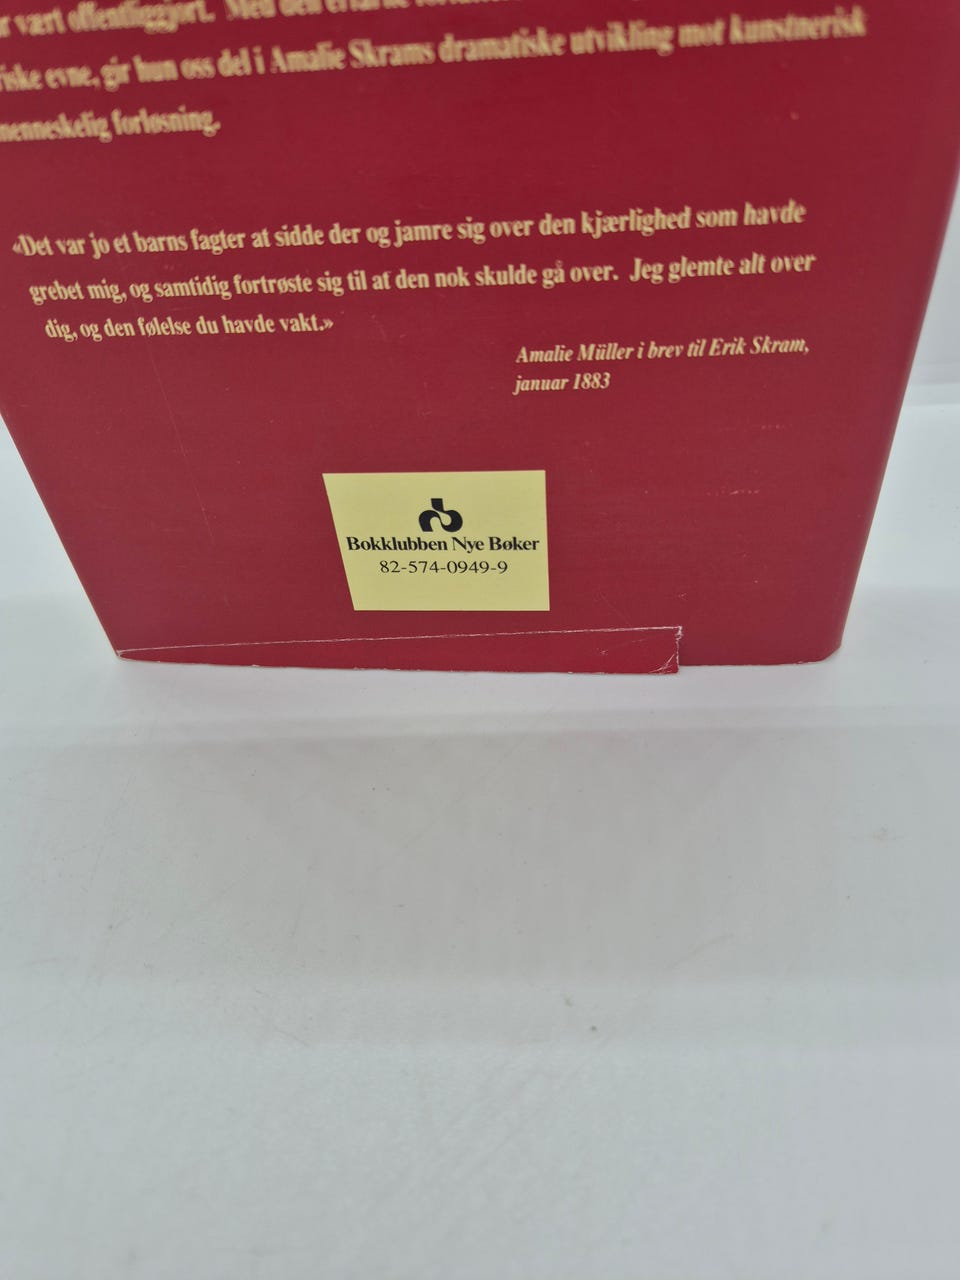 vært offentliggjort. Med den
evne, gir hun oss del i Amalie Skrams dramatiske utvikling mot kunstnerisk
menneskelig forløsning.
«Det var jo et barns fagter at sidde der og jamre sig over den kjærlighed som havde
grebet mig, og samtidig fortrøste sig til at den nok skulde gå over. Jeg glemte alt over
dig, og den følelse du havde vakt.»
Amalie Müller i brev til Erik Skram,
januar 1883
Bokklubben Nye Bøker
82-574-0949-9